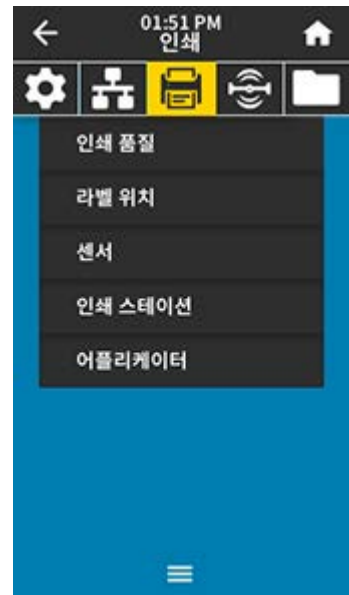 01:51 PM
인쇄
인쇄 품질
라벨 위치
센서
인쇄 스테이션
어플리케이터